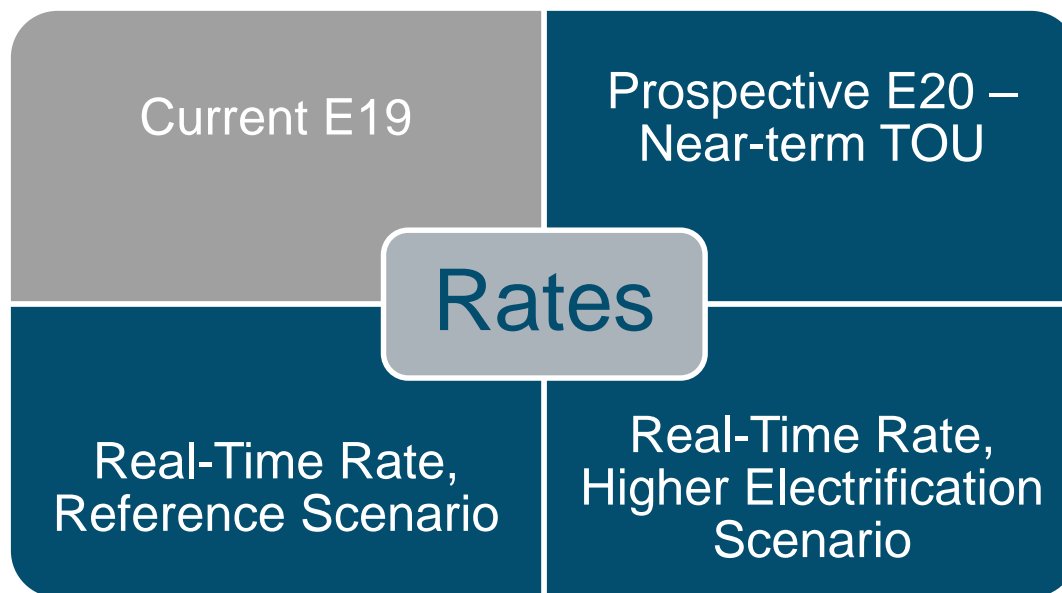 Current E19
Prospective E20 –
Near-term TOU
Rates
Real-Time Rate,
Reference Scenario
Real-Time Rate,
Higher Electrification
Scenario